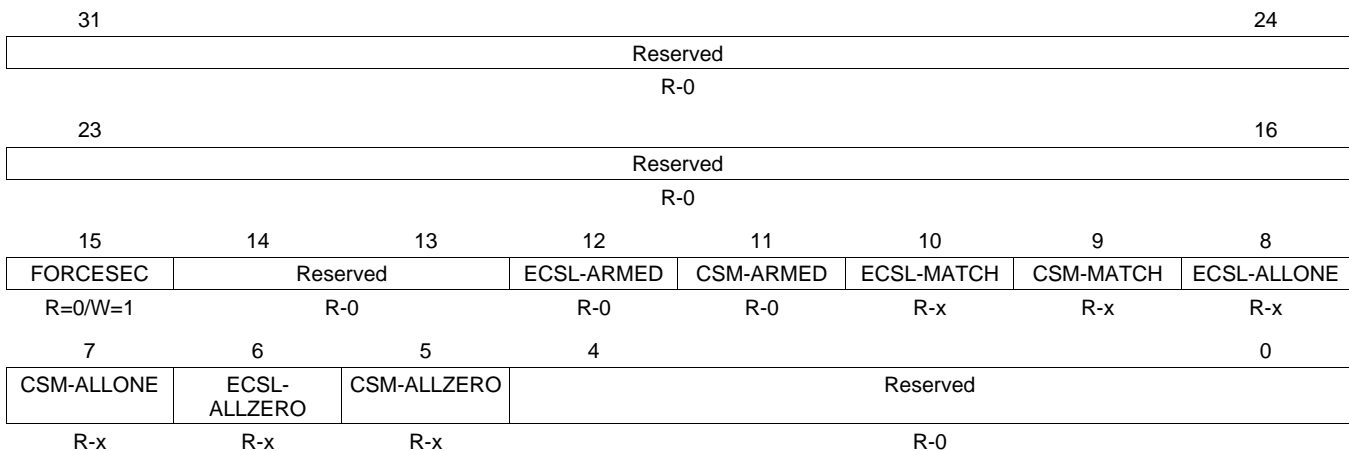 31 24
Reserved
R-0
23 16
Reserved
R-0
15 14 13 12 11 10 9 8
FORCESEC Reserved ECSL-ARMED CSM-ARMED ECSL-MATCH CSM-MATCH ECSL-ALLONE
R=0/W=1 R-0 R-0 R-0 R-x R-x R-x
7 6 5 4 0
CSM-ALLONE ECSL-ALLZERO CSM-ALLZERO Reserved
R-x R-x R-x R-0